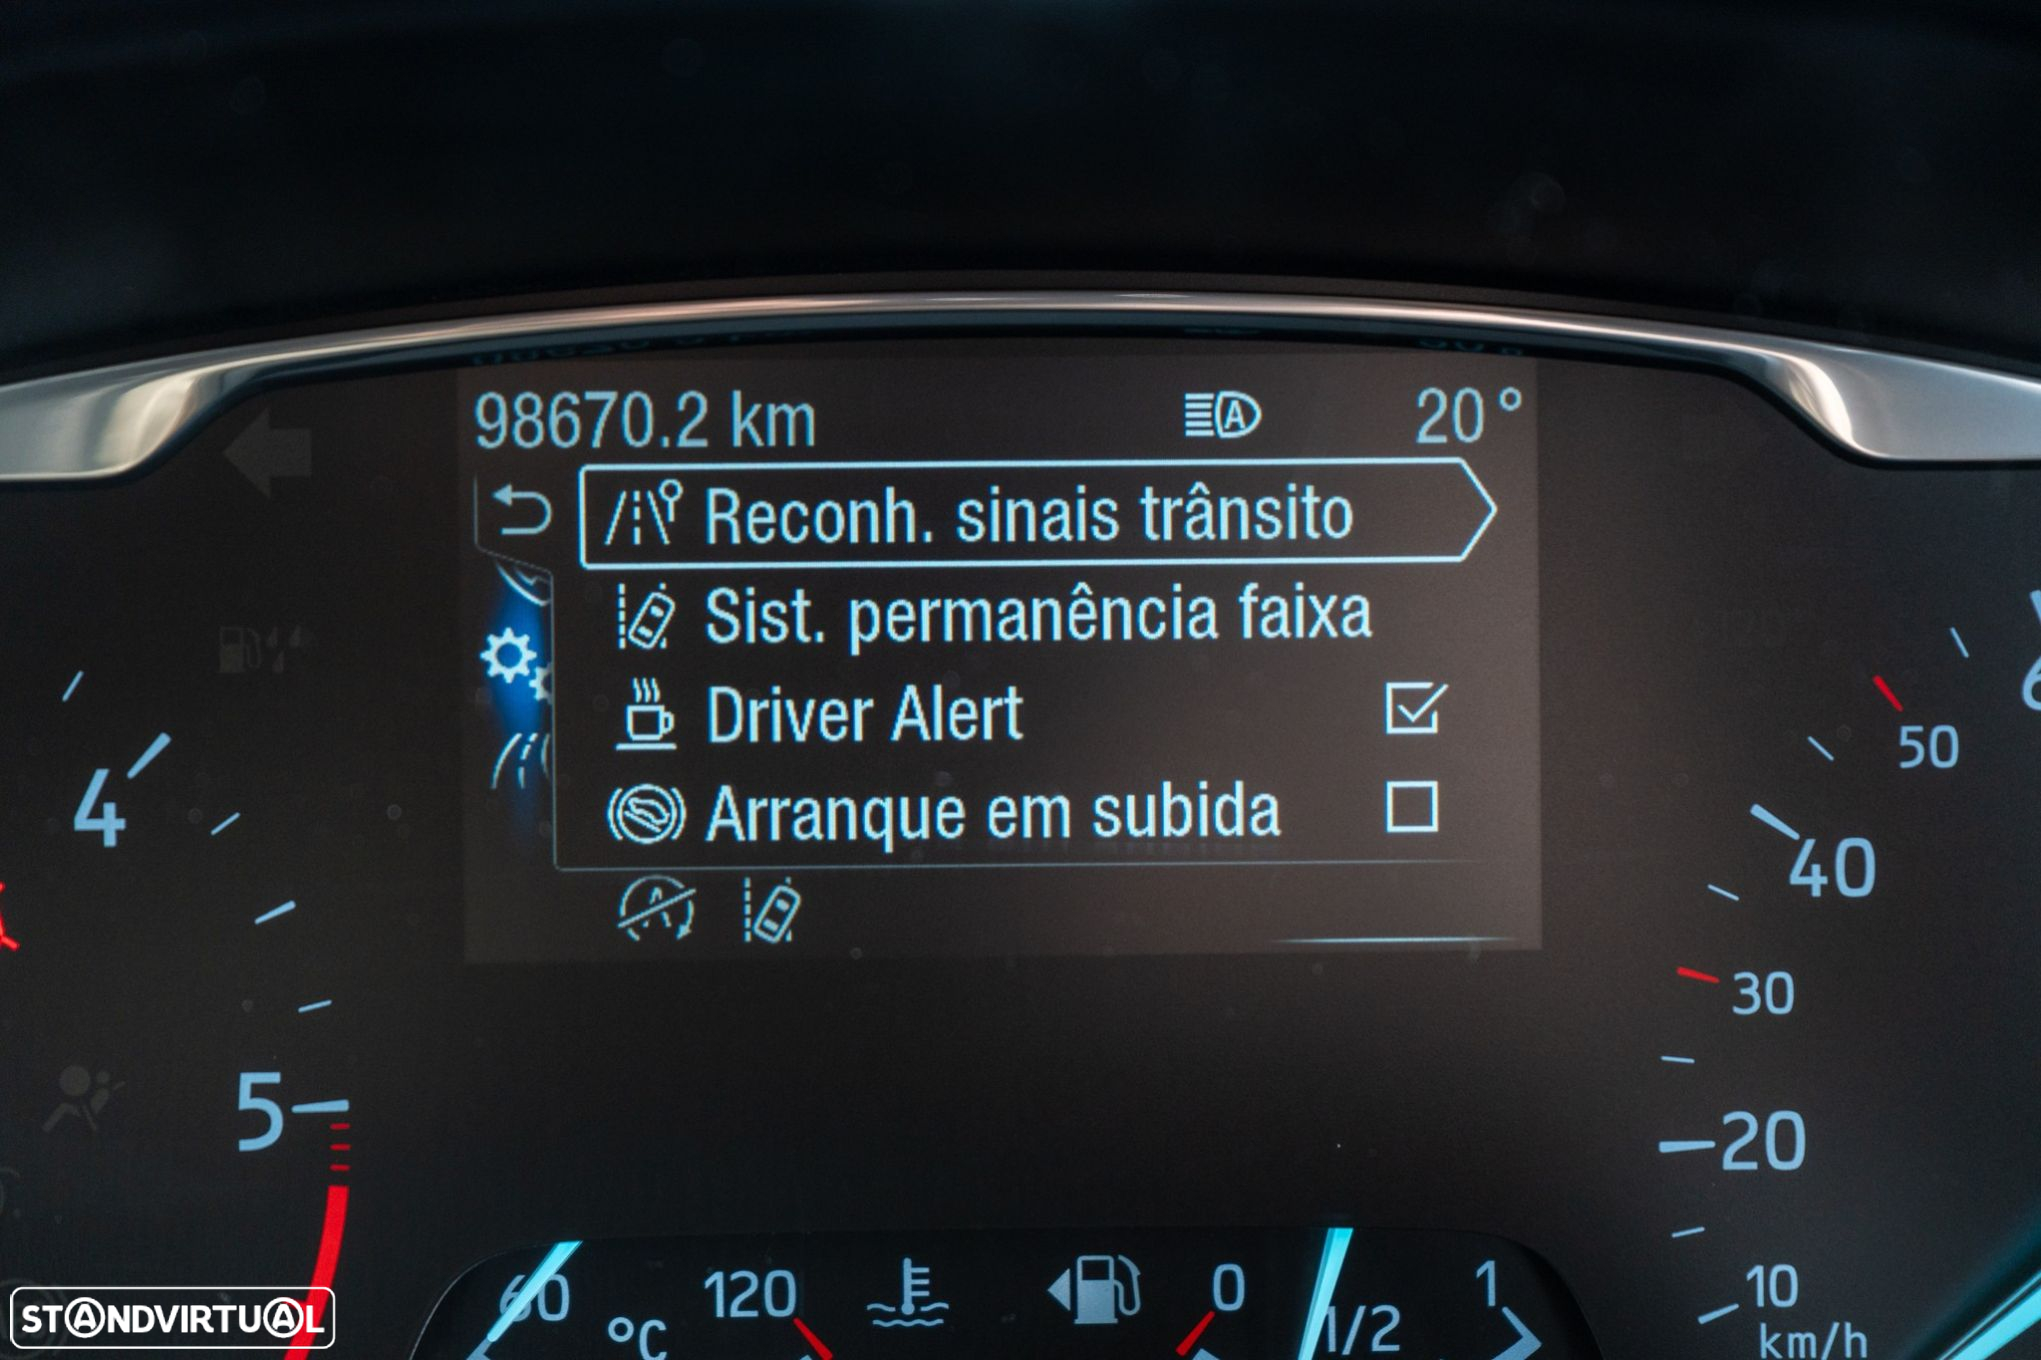 98670.2 km 20°
Reconh. sinais trânsito
Sist. permanência faixa
Driver Alert
Arranque em subida
4
5
50
40
30
20
10
km/h
60 120
°C
0 1/2 1
STANDVIRTUAL